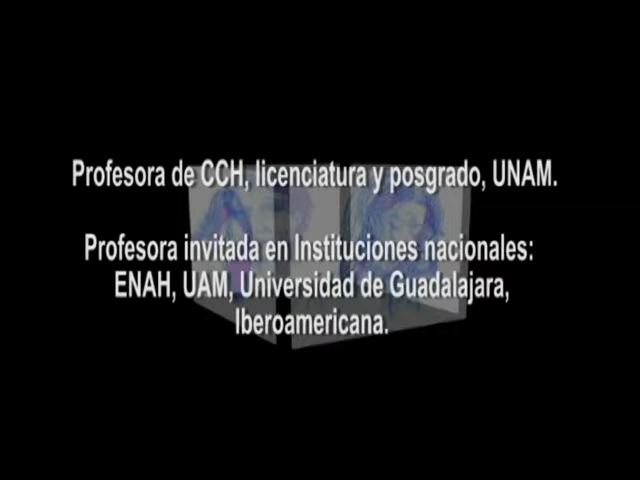 Profesora de CCH, licenciatura y posgrado, UNAM.
Profesora invitada en Instituciones nacionales:
ENAH, UAM, Universidad de Guadalajara,
Iberoamericana.